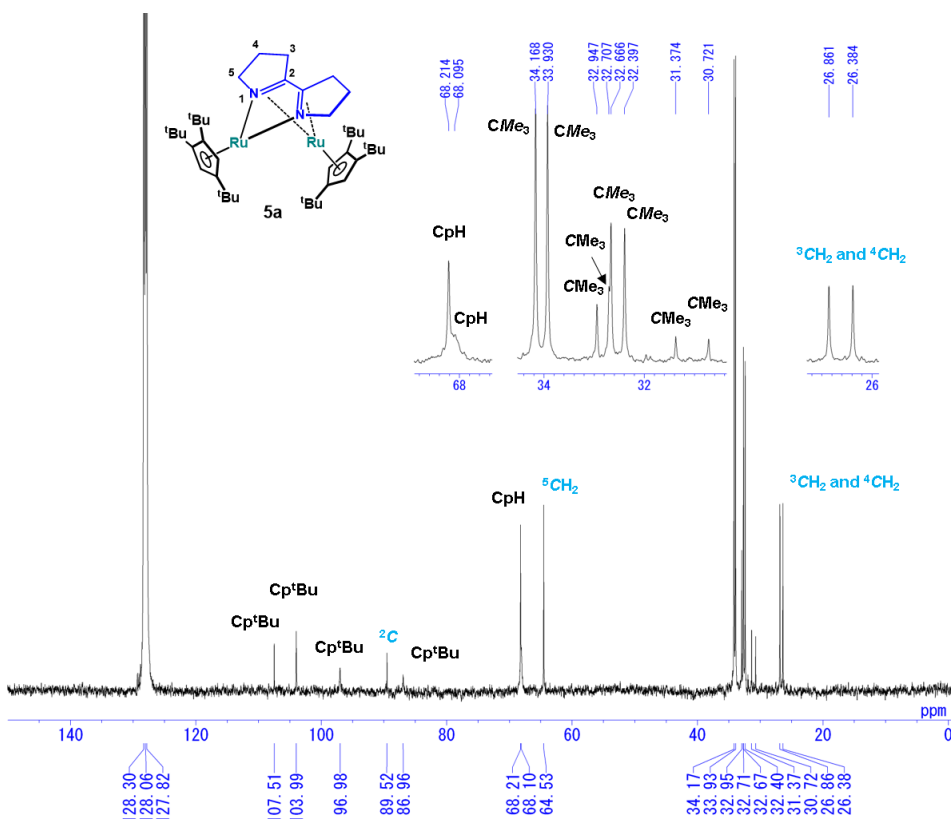 4
3
5
2
1
N
N
Ru
Ru
tBu
tBu
tBu
tBu
tBu
tBu
5a
68.214
68.095
34.168
33.930
32.947
32.707
32.666
32.397
31.374
30.721
26.861
26.384
CMe3
CMe3
CMe3
CMe3
CpH
CMe3
3CH2 and 4CH2
CMe3
CMe3
CMe3
CpH
68
34
32
26
5CH2
3CH2 and 4CH2
CpH
CptBu
CptBu
CptBu
2C
CptBu
ppm
140
120
100
80
60
40
20
0
128.30
128.06
127.82
107.51
103.99
96.98
89.52
86.96
68.21
68.10
64.53
34.17
33.93
32.95
32.71
32.67
32.40
31.37
30.72
26.86
26.38